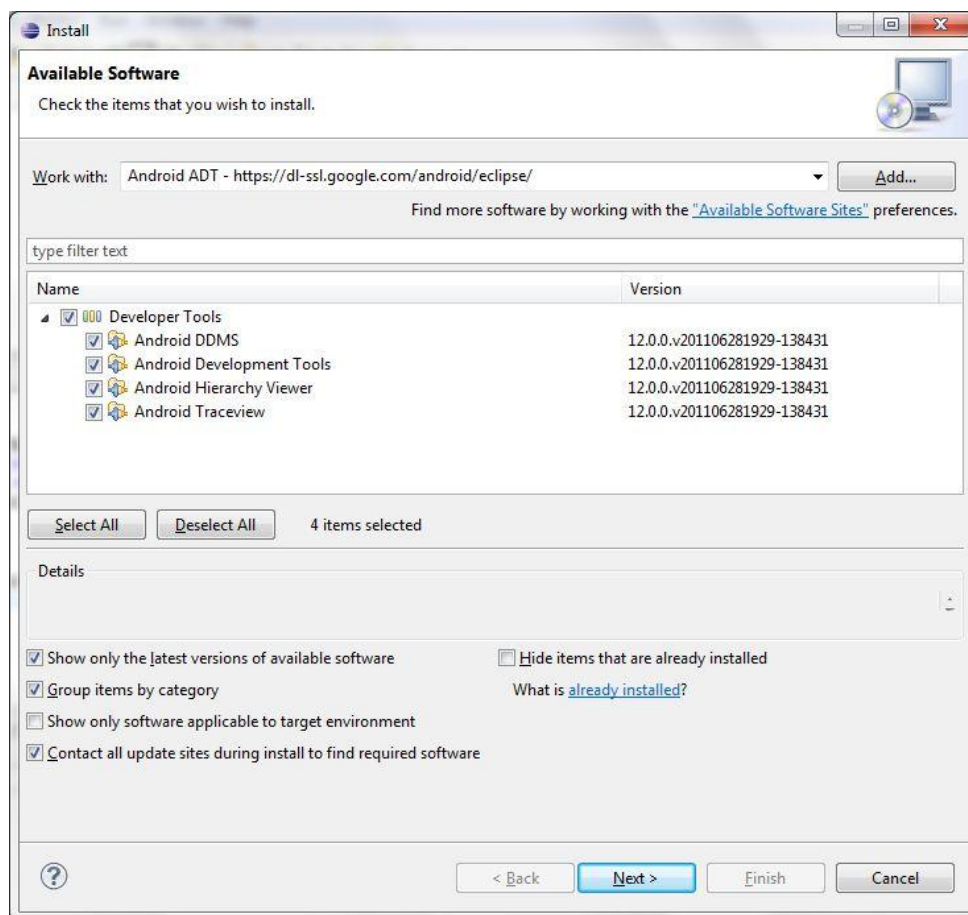 Install
Available Software
Check the items that you wish to install.
Work with: Android ADT - https://dl-ssl.google.com/android/eclipse/ Add...
Find more software by working with the "Available Software Sites" preferences.
type filter text
Name Version
Developer Tools
Android DDMS 12.0.0.v201106281929-138431
Android Development Tools 12.0.0.v201106281929-138431
Android Hierarchy Viewer 12.0.0.v201106281929-138431
Android Traceview 12.0.0.v201106281929-138431
Select All Deselect All 4 items selected
Details
Show only the latest versions of available software Hide items that are already installed
Group items by category What is already installed?
Show only software applicable to target environment
Contact all update sites during install to find required software
? < Back Next > Finish Cancel